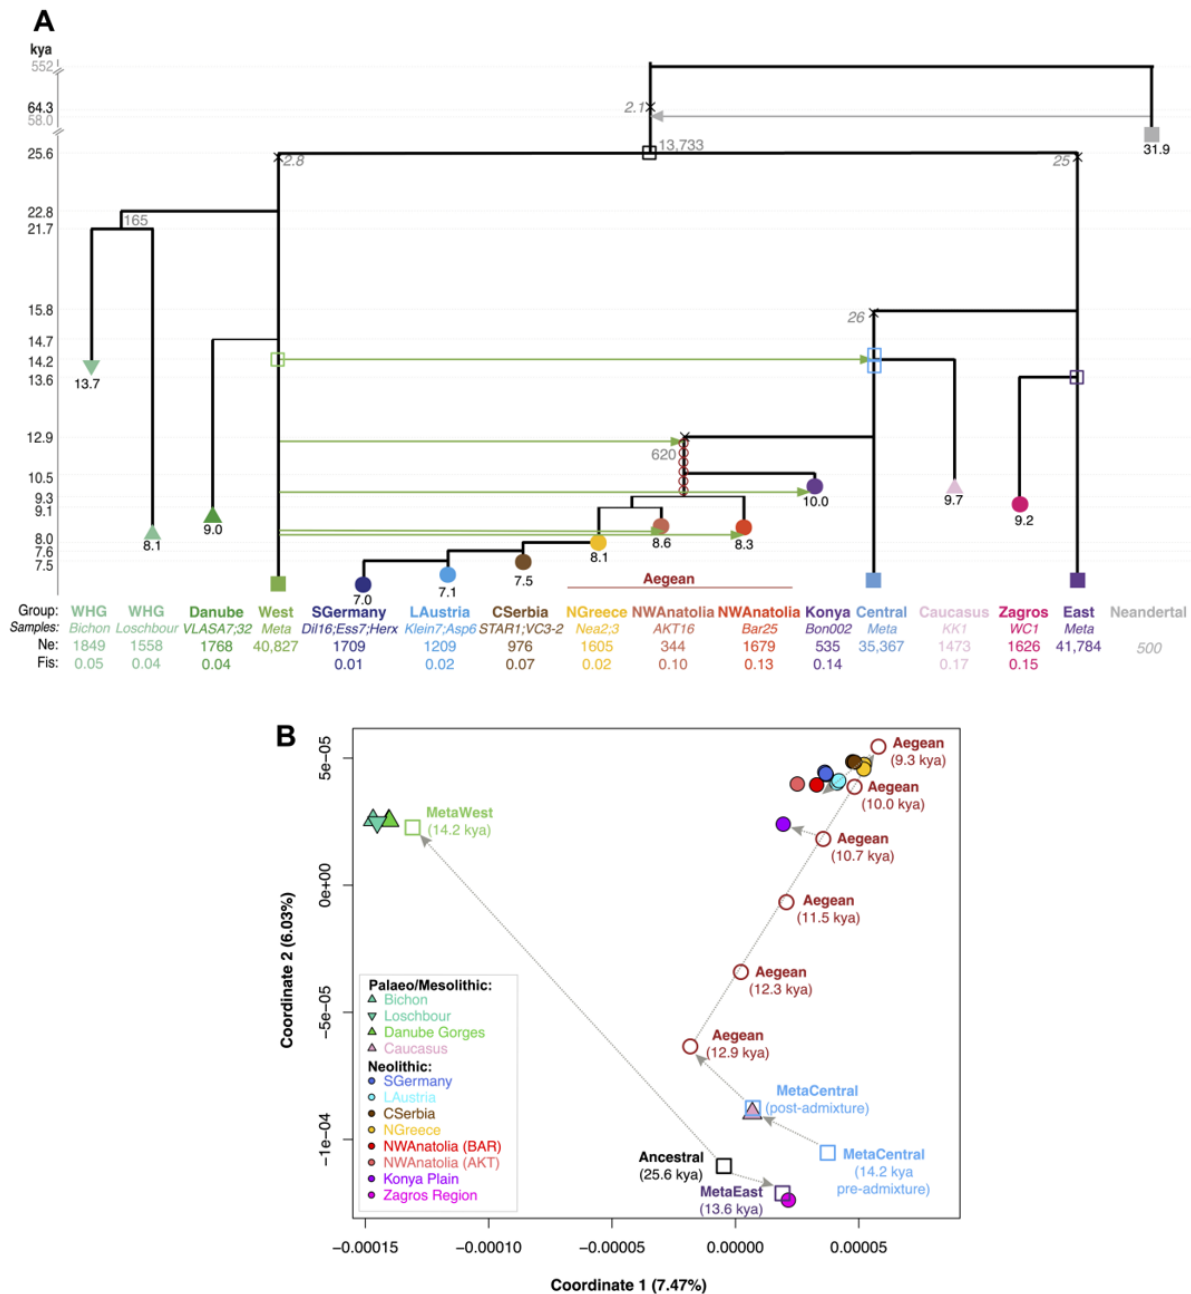 A
kya
552
64.3
58.0
2.1
31.9
25.6
2.8
13,733
25
22.8
21.7
165
15.8
26
14.7
14.2
13.6
13.7
12.9
620
10.5
9.3
9.1
10.0
9.7
9.2
9.0
8.0
7.6
7.5
8.1
8.1
8.6
8.3
7.5
7.1
7.0
Aegean
Group: WHG WHG Danube West SGermany LAustria CSerbia NGreece NWAnatolia NWAnatolia Konya Central Caucasus Zagros East Neandertal
Samples: Bichon Loschbour VLASA7;32 Meta Dil16;Ess7;Herx Klein7;Asp6 STAR1;VC3-2 Nea2;3 AKT16 Bar25 Bon002 Meta KK1 WC1 Meta
Ne: 1849 1558 1768 40,827 1709 1209 976 1605 344 1679 535 35,367 1473 1626 41,784 500
Fis: 0.05 0.04 0.04 0.01 0.02 0.07 0.02 0.10 0.13 0.14 0.17 0.15
B
Coordinate 2 (6.03%)
5e−05
0e+00
−5e−05
−1e−04
Aegean
(9.3 kya)
Aegean
(10.0 kya)
MetaWest
(14.2 kya)
Aegean
(10.7 kya)
Aegean
(11.5 kya)
Aegean
(12.3 kya)
Aegean
(12.9 kya)
MetaCentral
(post-admixture)
Ancestral
(25.6 kya)
MetaCentral
(14.2 kya
pre-admixture)
MetaEast
(13.6 kya)
Palaeo/Mesolithic:
Bichon
Loschbour
Danube Gorges
Caucasus
Neolithic:
SGermany
LAustria
CSerbia
NGreece
NWAnatolia (BAR)
NWAnatolia (AKT)
Konya Plain
Zagros Region
−0.00015 −0.00010 −0.00005 0.00000 0.00005
Coordinate 1 (7.47%)